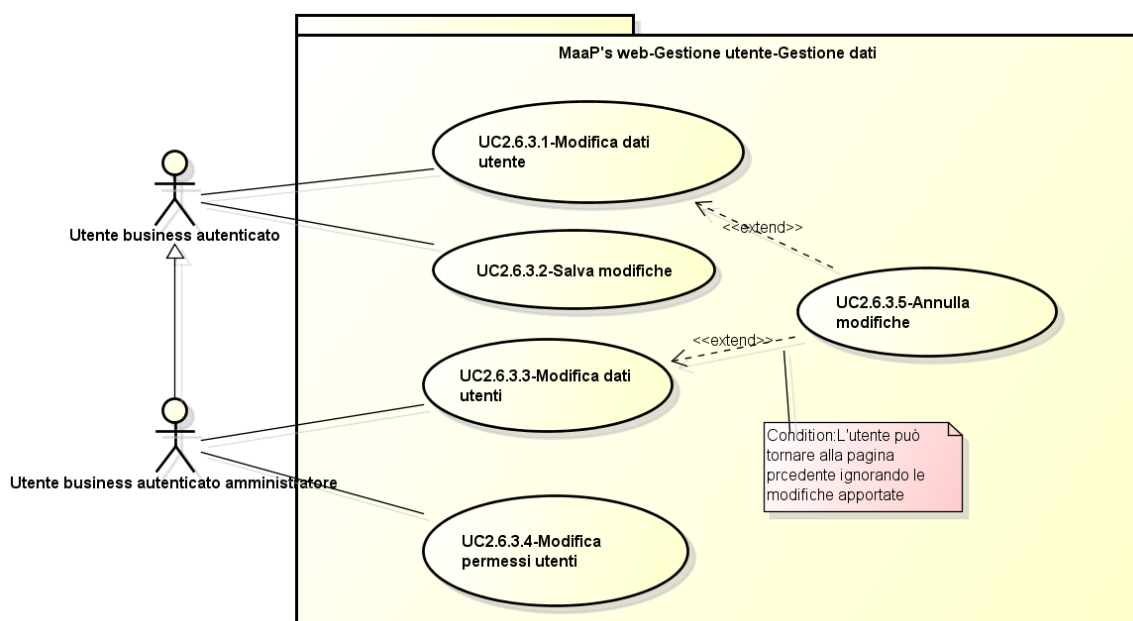 MaaP's web-Gestione utente-Gestione dati
UC2.6.3.1-Modifica dati
utente
Utente business autenticato
<<extend>>
UC2.6.3.2-Salva modifiche
UC2.6.3.5-Annulla
modifiche
<<extend>>
UC2.6.3.3-Modifica dati
utenti
Utente business autenticato amministratore
Condition:L'utente può
tornare alla pagina
prcedente ignorando le
modifiche apportate
UC2.6.3.4-Modifica
permessi utenti